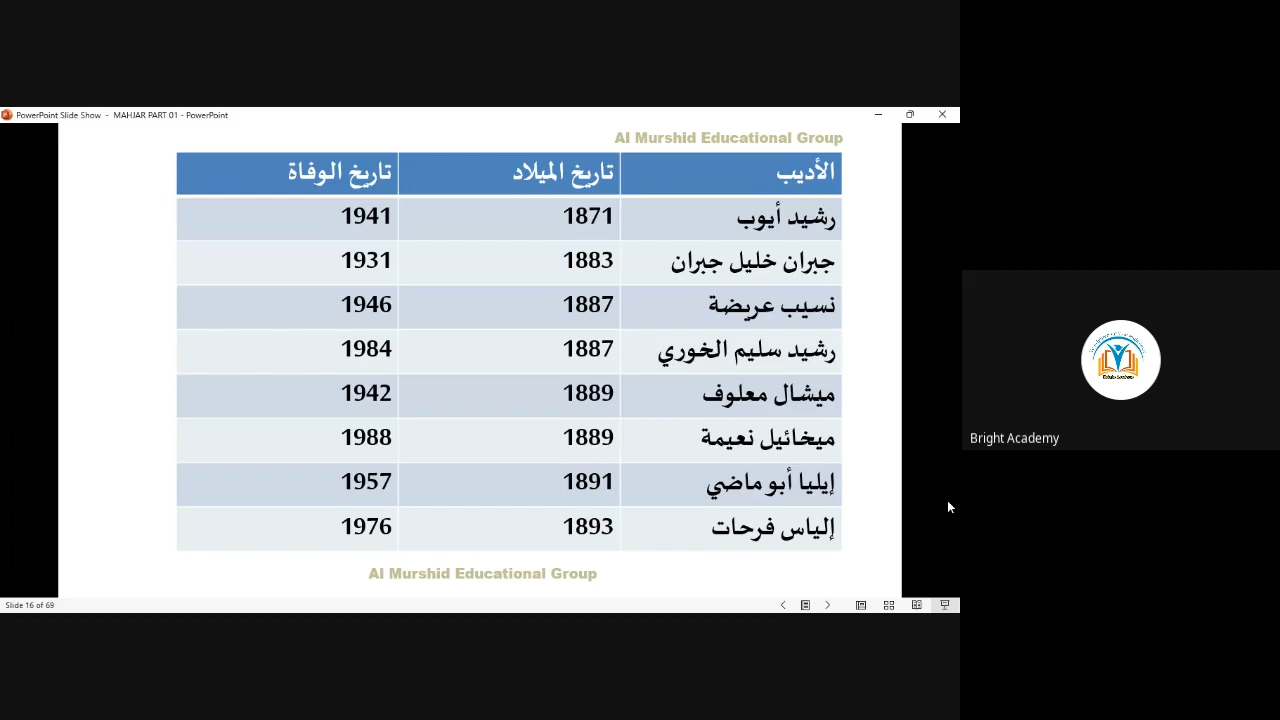 PowerPoint Slide Show - MAHJAR PART 01 - PowerPoint
Al Murshid Educational Group
الأديب تاريخ الميلاد تاريخ الوفاة
رشيد أيوب 1871 1941
جبران خليل جبران 1883 1931
نسيب عريضة 1887 1946
رشيد سليم الخوري 1887 1984
ميشال معلوف 1889 1942
ميخائيل نعيمة 1889 1988
إيليا أبو ماضي 1891 1957
إلياس فرحات 1893 1976
Al Murshid Educational Group
Slide 16 of 69
Bright Academy